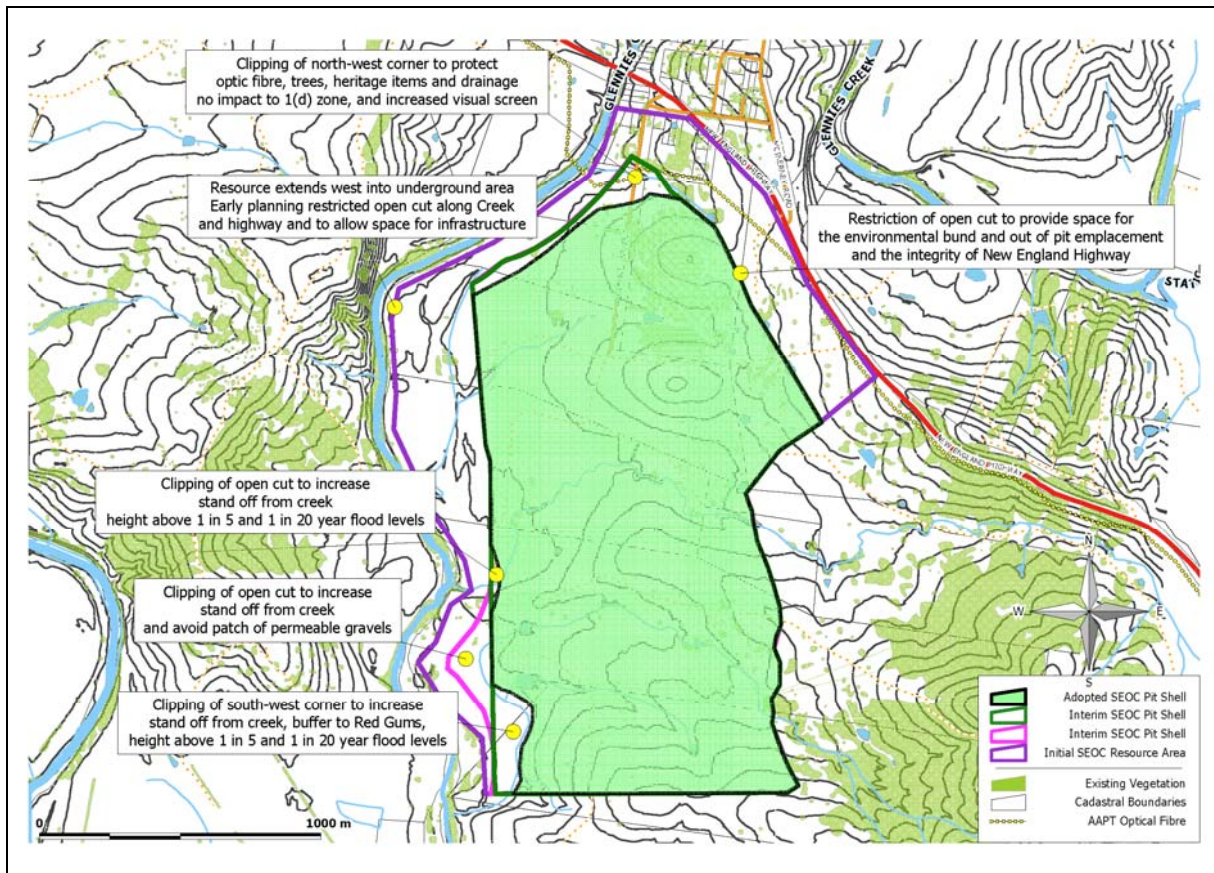 Clipping of north-west corner to protect
optic fibre, trees, heritage items and drainage
no impact to 1(d) zone, and increased visual screen
GLENNIES C
GLENNIES CREEK
NEW ENGLAND HIGHWAY
Resource extends west into underground area
Early planning restricted open cut along Creek
and highway and to allow space for infrastructure
Restriction of open cut to provide space for
the environmental bund and out of pit emplacement
and the integrity of New England Highway
STAT
NEW ENGLAND HIGHWAY
Clipping of open cut to increase
stand off from creek
height above 1 in 5 and 1 in 20 year flood levels
Clipping of open cut to increase
stand off from creek
and avoid patch of permeable gravels
Clipping of south-west corner to increase
stand off from creek, buffer to Red Gums,
height above 1 in 5 and 1 in 20 year flood levels
N
W
E
S
Adopted SEOC Pit Shell
Interim SEOC Pit Shell
Interim SEOC Pit Shell
Initial SEOC Resource Area
Existing Vegetation
Cadastral Boundaries
AAPT Optical Fibre
0
1000 m